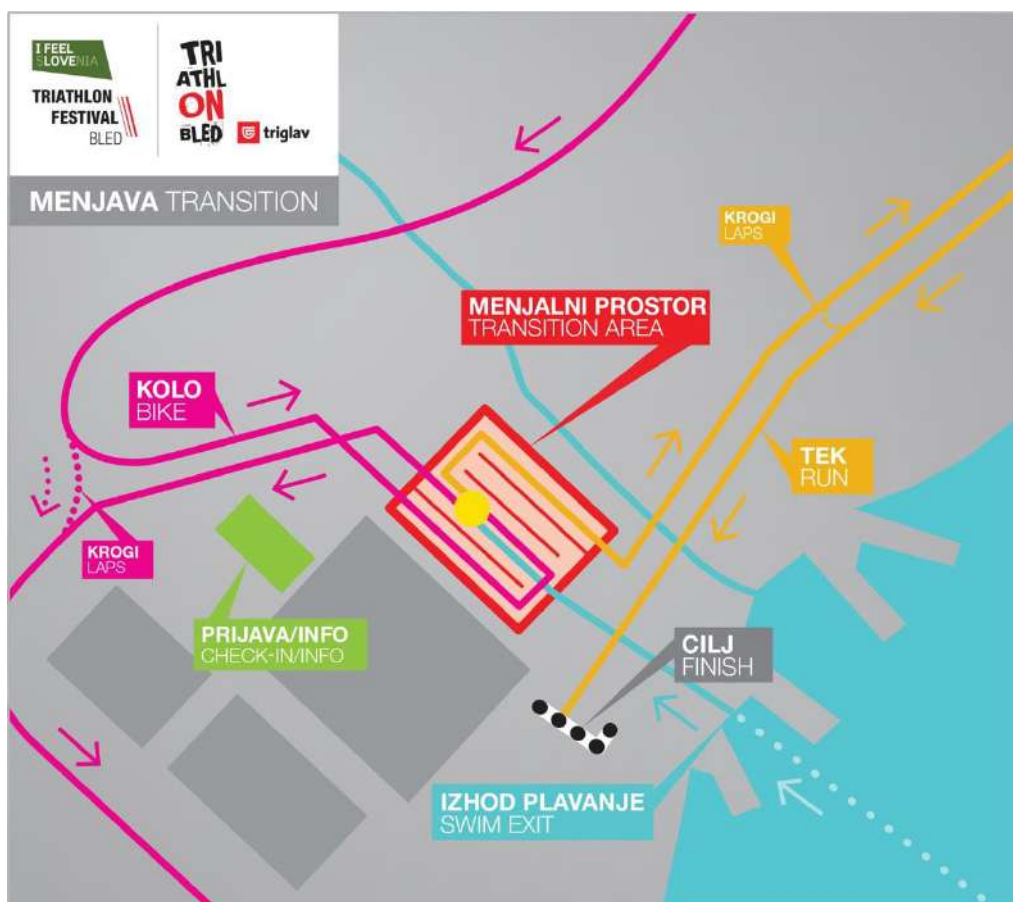 I FEEL
SLOVENIA
TRIATHLON
FESTIVAL
BLED
TRI
ATHL
ON
BLED
triglav
MENJAVA TRANSITION
KROGI
LAPS
MENJALNI PROSTOR
TRANSITION AREA
KOLO
BIKE
TEK
RUN
KROGI
LAPS
PRIJAVA/INFO
CHECK-IN/INFO
CILJ
FINISH
IZHOD PLAVANJE
SWIM EXIT